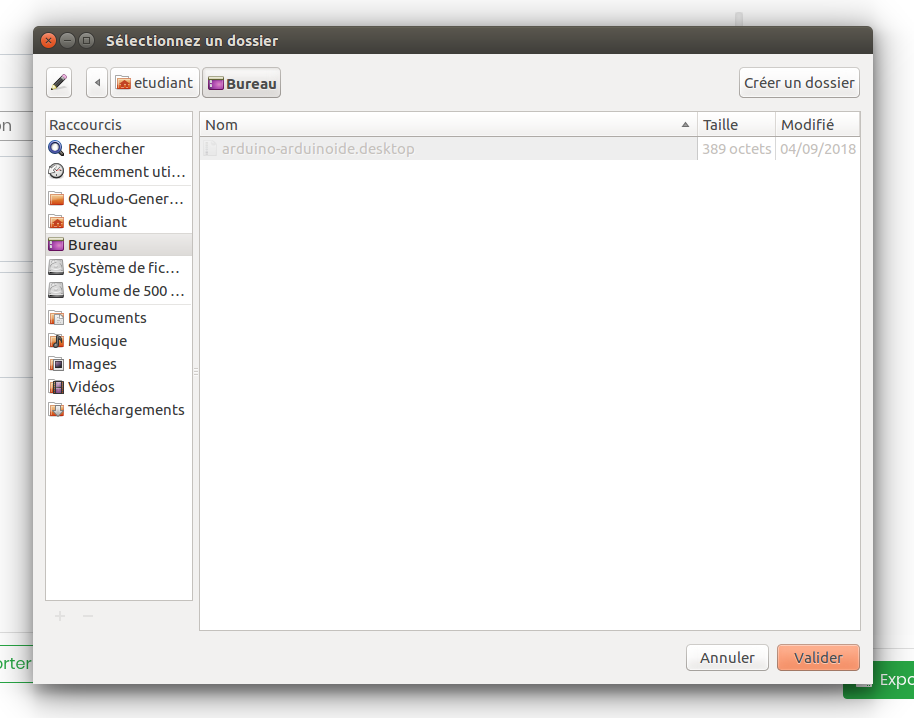 Sélectionnez un dossier
etudiant
Bureau
Créer un dossier
Raccourcis
Rechercher
Récemment uti...
QRLudo-Gener...
etudiant
Bureau
Système de fic...
Volume de 500 ...
Documents
Musique
Images
Vidéos
Téléchargements
Nom Taille Modifié
arduino-arduinoide.desktop 389 octets 04/09/2018
Annuler Valider
on
orter
Expo